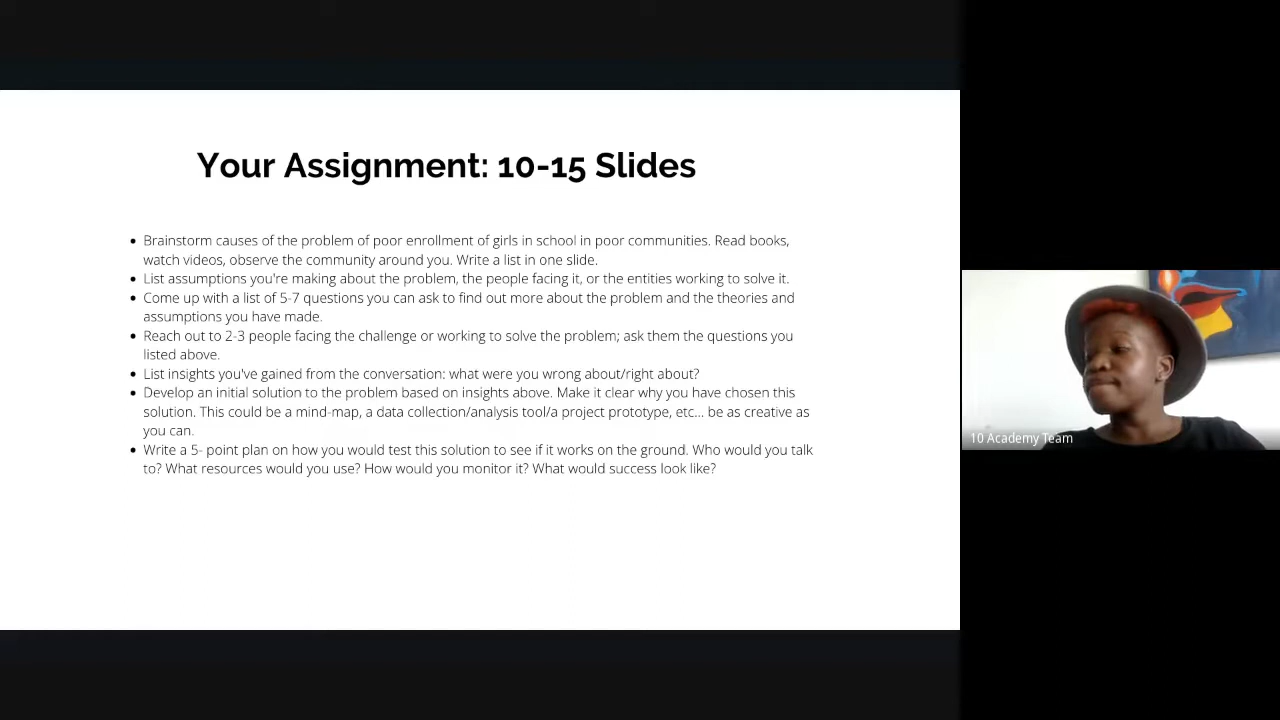 Your Assignment: 10-15 Slides
• Brainstorm causes of the problem of poor enrollment of girls in school in poor communities. Read books,
watch videos, observe the community around you. Write a list in one slide.
• List assumptions you're making about the problem, the people facing it, or the entities working to solve it.
• Come up with a list of 5-7 questions you can ask to find out more about the problem and the theories and
assumptions you have made.
• Reach out to 2-3 people facing the challenge or working to solve the problem; ask them the questions you
listed above.
• List insights you've gained from the conversation: what were you wrong about/right about?
• Develop an initial solution to the problem based on insights above. Make it clear why you have chosen this
solution. This could be a mind-map, a data collection/analysis tool/a project prototype, etc... be as creative as
you can.
• Write a 5- point plan on how you would test this solution to see if it works on the ground. Who would you talk
to? What resources would you use? How would you monitor it? What would success look like?
10 Academy Team